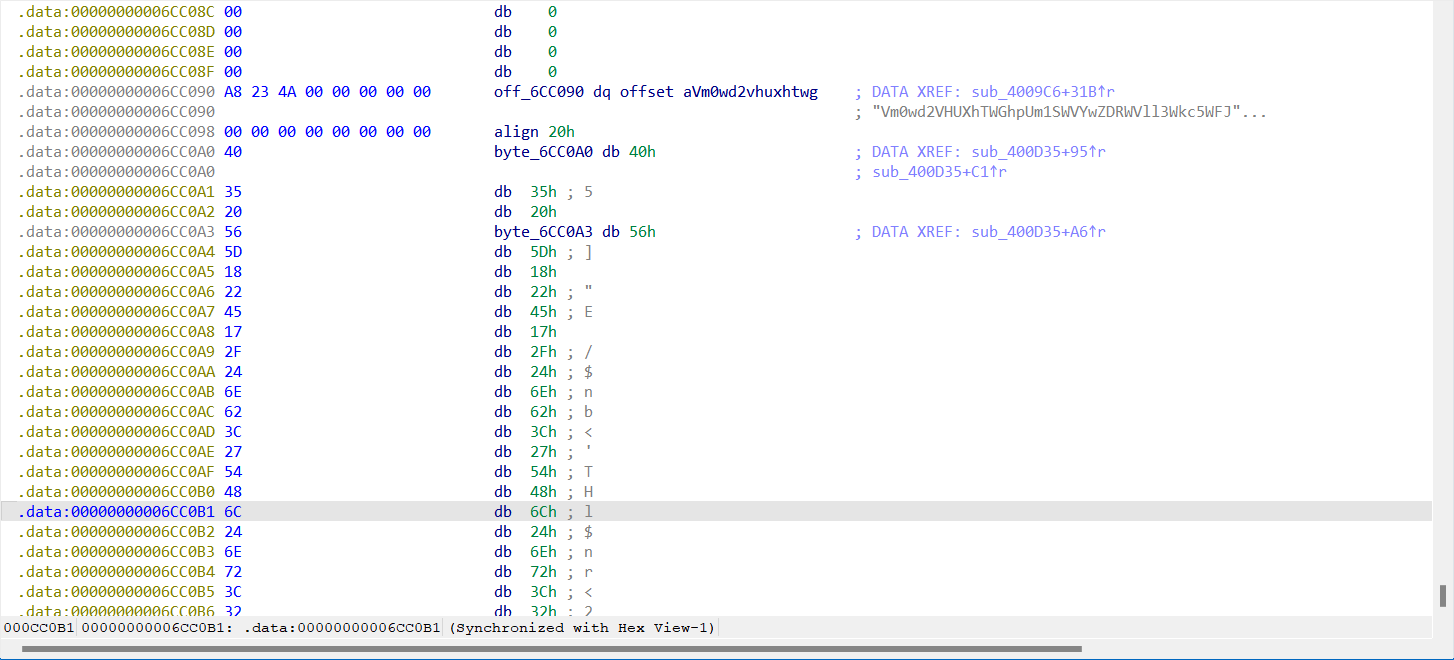 .data:00000000006CC08C 00 db 0
.data:00000000006CC08D 00 db 0
.data:00000000006CC08E 00 db 0
.data:00000000006CC08F 00 db 0
.data:00000000006CC090 A8 23 4A 00 00 00 00 00 off_6CC090 dq offset aVm0wd2vhuxhtwg ; DATA XREF: sub_4009C6+31B↑r
.data:00000000006CC090 ; "Vm0wd2VHUXhTWGhpUm1SWVYwZDRWVll3Wkc5WFJ"...
.data:00000000006CC098 00 00 00 00 00 00 00 00 align 20h
.data:00000000006CC0A0 40 byte_6CC0A0 db 40h ; DATA XREF: sub_400D35+95↑r
.data:00000000006CC0A0 ; sub_400D35+C1↑r
.data:00000000006CC0A1 35 db 35h ; 5
.data:00000000006CC0A2 20 db 20h
.data:00000000006CC0A3 56 byte_6CC0A3 db 56h ; DATA XREF: sub_400D35+A6↑r
.data:00000000006CC0A4 5D db 5Dh ; ]
.data:00000000006CC0A5 18 db 18h
.data:00000000006CC0A6 22 db 22h ; "
.data:00000000006CC0A7 45 db 45h ; E
.data:00000000006CC0A8 17 db 17h
.data:00000000006CC0A9 2F db 2Fh ; /
.data:00000000006CC0AA 24 db 24h ; $
.data:00000000006CC0AB 6E db 6Eh ; n
.data:00000000006CC0AC 62 db 62h ; b
.data:00000000006CC0AD 3C db 3Ch ; <
.data:00000000006CC0AE 27 db 27h ; '
.data:00000000006CC0AF 54 db 54h ; T
.data:00000000006CC0B0 48 db 48h ; H
.data:00000000006CC0B1 6C db 6Ch ; l
.data:00000000006CC0B2 24 db 24h ; $
.data:00000000006CC0B3 6E db 6Eh ; n
.data:00000000006CC0B4 72 db 72h ; r
.data:00000000006CC0B5 3C db 3Ch ; <
.data:00000000006CC0B6 32 db 32h ; 2
000CC0B1 00000000006CC0B1: .data:00000000006CC0B1 (Synchronized with Hex View-1)